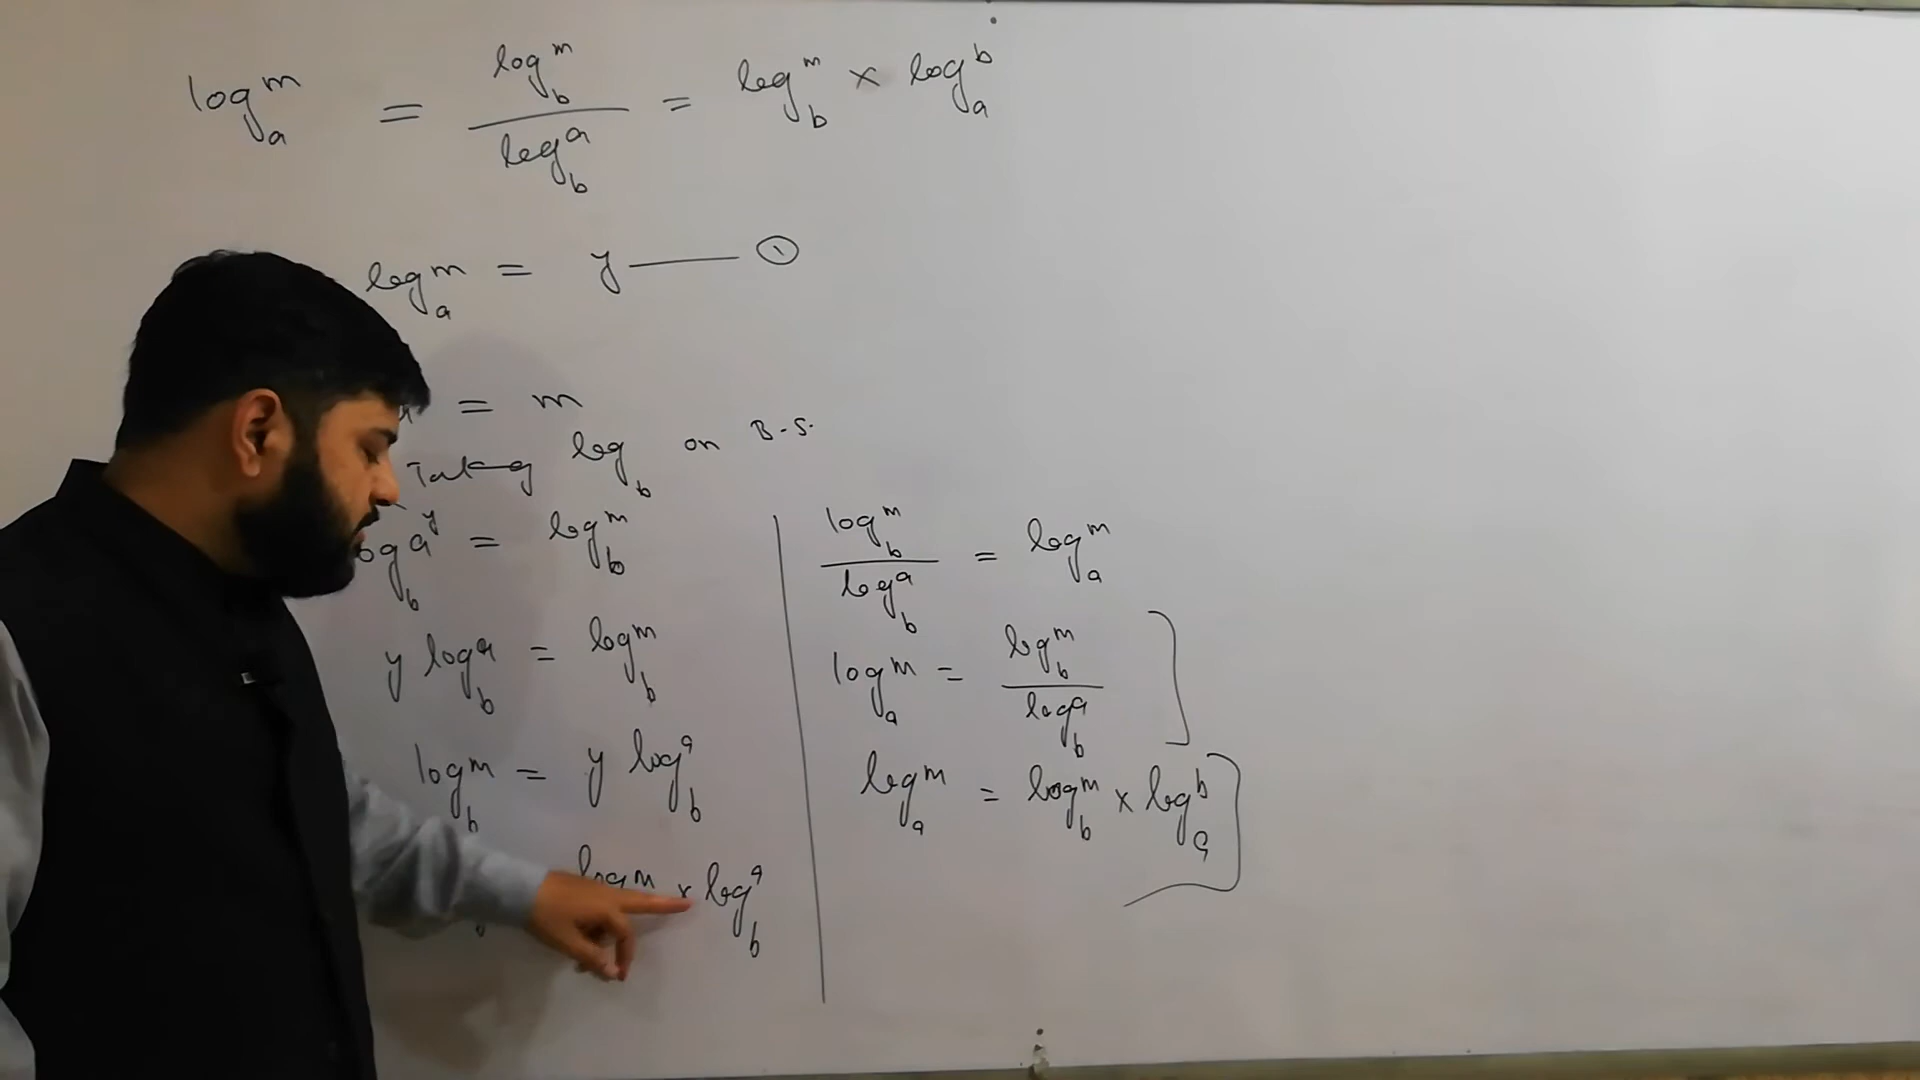 log_a^m = log_b^m / log_b^a = log_b^m × log_a^b
log_a^m = y —— ①
= m
Taking log_b on B.S.
log_b a^y = log_b^m
y log_b^a = log_b^m
log_b^m = y log_b^a
log^m × log_b^a
log_b^m / log_b^a = log_a^m
log_a^m = log_b^m / log_b^a
log_a^m = log_b^m × log_a^b